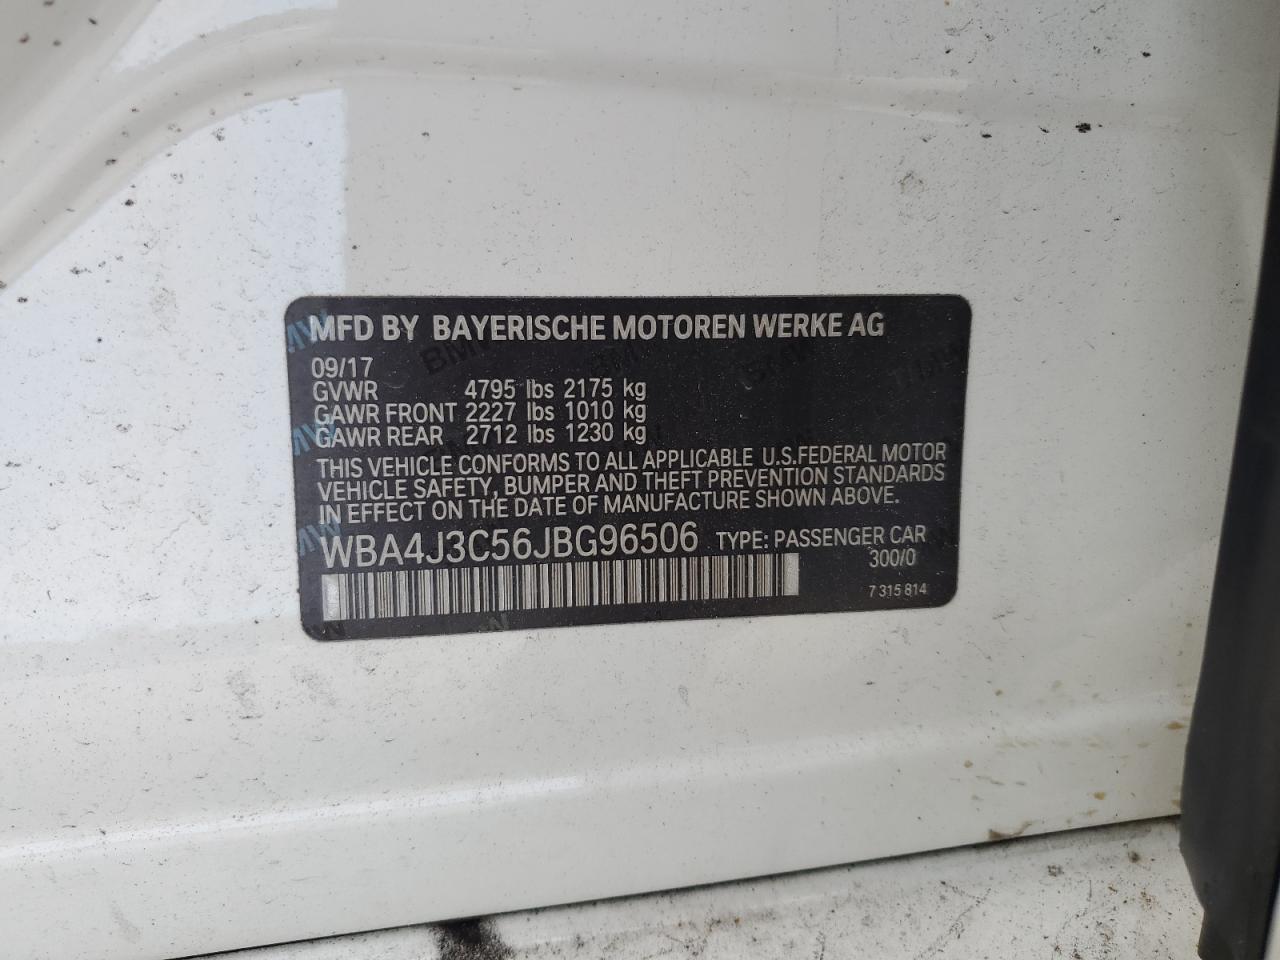 MFD BY BAYERISCHE MOTOREN WERKE AG
09/17
GVWR 4795 lbs 2175 kg
GAWR FRONT 2227 lbs 1010 kg
GAWR REAR 2712 lbs 1230 kg
THIS VEHICLE CONFORMS TO ALL APPLICABLE U.S.FEDERAL MOTOR
VEHICLE SAFETY, BUMPER AND THEFT PREVENTION STANDARDS
IN EFFECT ON THE DATE OF MANUFACTURE SHOWN ABOVE.
WBA4J3C56JBG96506 TYPE: PASSENGER CAR
300/0
7 315 814